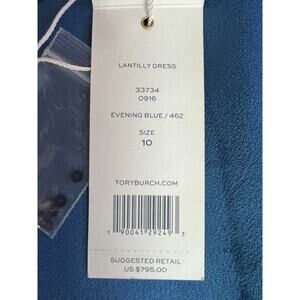 LANTILLY DRESS
33734
0916
EVENING BLUE / 462
SIZE
10
TORYBURCH.COM
1 90041 29249 3
SUGGESTED RETAIL
US $795.00